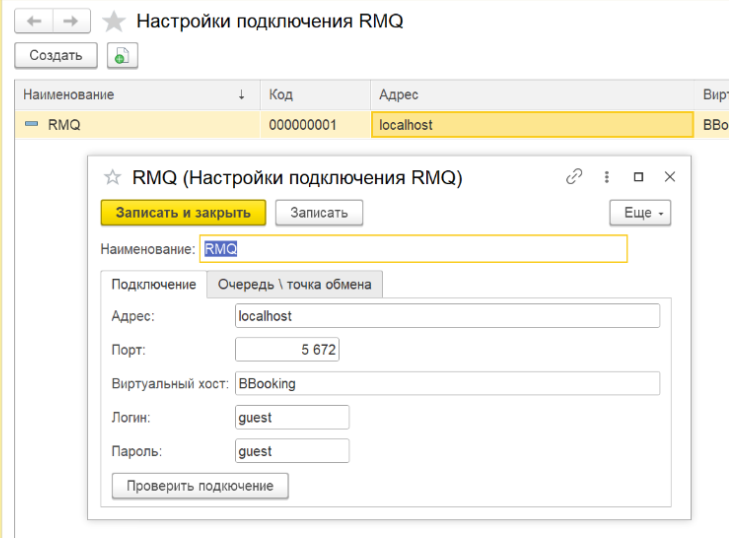 Настройки подключения RMQ
Создать
Наименование ↓ Код Адрес Вирт
RMQ 000000001 localhost BBo
RMQ (Настройки подключения RMQ)
Записать и закрыть Записать Еще
Наименование: RMQ
Подключение Очередь \ точка обмена
Адрес: localhost
Порт: 5 672
Виртуальный хост: BBooking
Логин: guest
Пароль: guest
Проверить подкючение